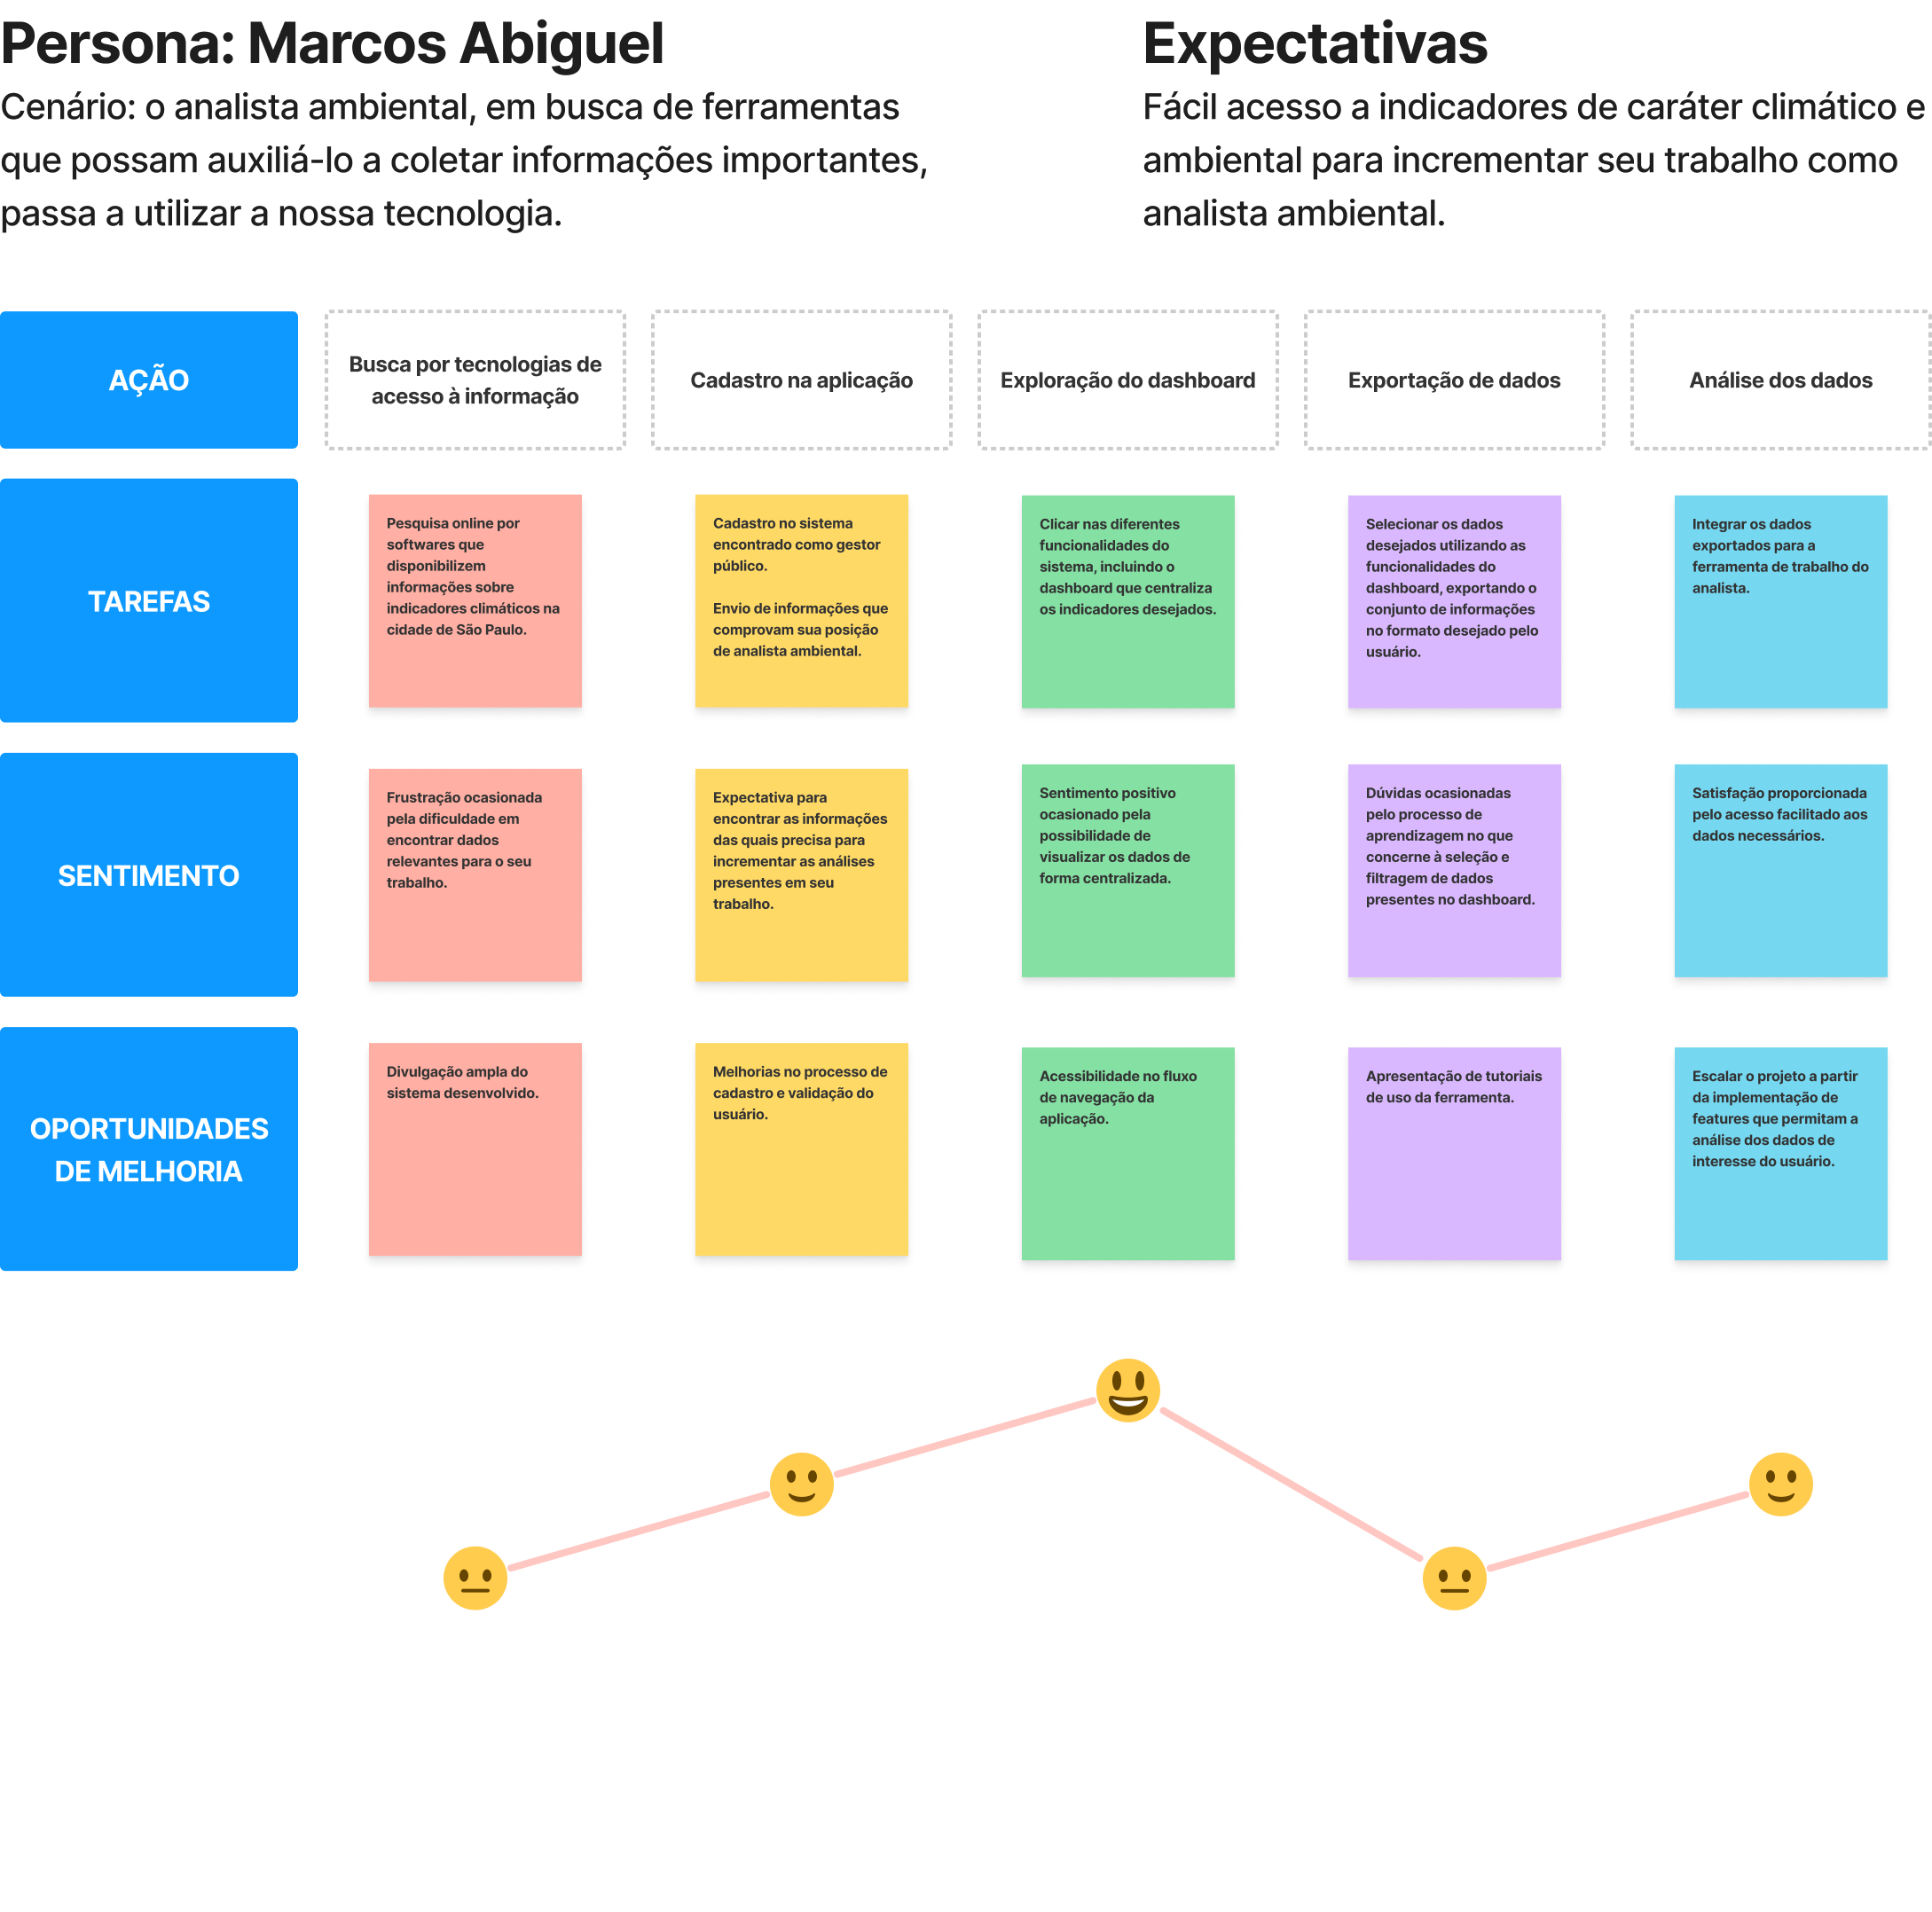 Persona: Marcos Abiguel
Cenário: o analista ambiental, em busca de ferramentas
que possam auxiliá-lo a coletar informações importantes,
passa a utilizar a nossa tecnologia.
Expectativas
Fácil acesso a indicadores de caráter climático e
ambiental para incrementar seu trabalho como
analista ambiental.
AÇÃO
Busca por tecnologias de
acesso à informação
Cadastro na aplicação
Exploração do dashboard
Exportação de dados
Análise dos dados
TAREFAS
Pesquisa online por
softwares que
disponibilizem
informações sobre
indicadores climáticos na
cidade de São Paulo.
Cadastro no sistema
encontrado como gestor
público.
Envio de informações que
comprovam sua posição
de analista ambiental.
Clicar nas diferentes
funcionalidades do
sistema, incluindo o
dashboard que centraliza
os indicadores desejados.
Selecionar os dados
desejados utilizando as
funcionalidades do
dashboard, exportando o
conjunto de informações
no formato desejado pelo
usuário.
Integrar os dados
exportados para a
ferramenta de trabalho do
analista.
SENTIMENTO
Frustração ocasionada
pela dificuldade em
encontrar dados
relevantes para o seu
trabalho.
Expectativa para
encontrar as informações
das quais precisa para
incrementar as análises
presentes em seu
trabalho.
Sentimento positivo
ocasionado pela
possibilidade de
visualizar os dados de
forma centralizada.
Dúvidas ocasionadas
pelo processo de
aprendizagem no que
concerne à seleção e
filtragem de dados
presentes no dashboard.
Satisfação proporcionada
pelo acesso facilitado aos
dados necessários.
OPORTUNIDADES
DE MELHORIA
Divulgação ampla do
sistema desenvolvido.
Melhorias no processo de
cadastro e validação do
usuário.
Acessibilidade no fluxo
de navegação da
aplicação.
Apresentação de tutoriais
de uso da ferramenta.
Escalar o projeto a partir
da implementação de
features que permitam a
análise dos dados de
interesse do usuário.